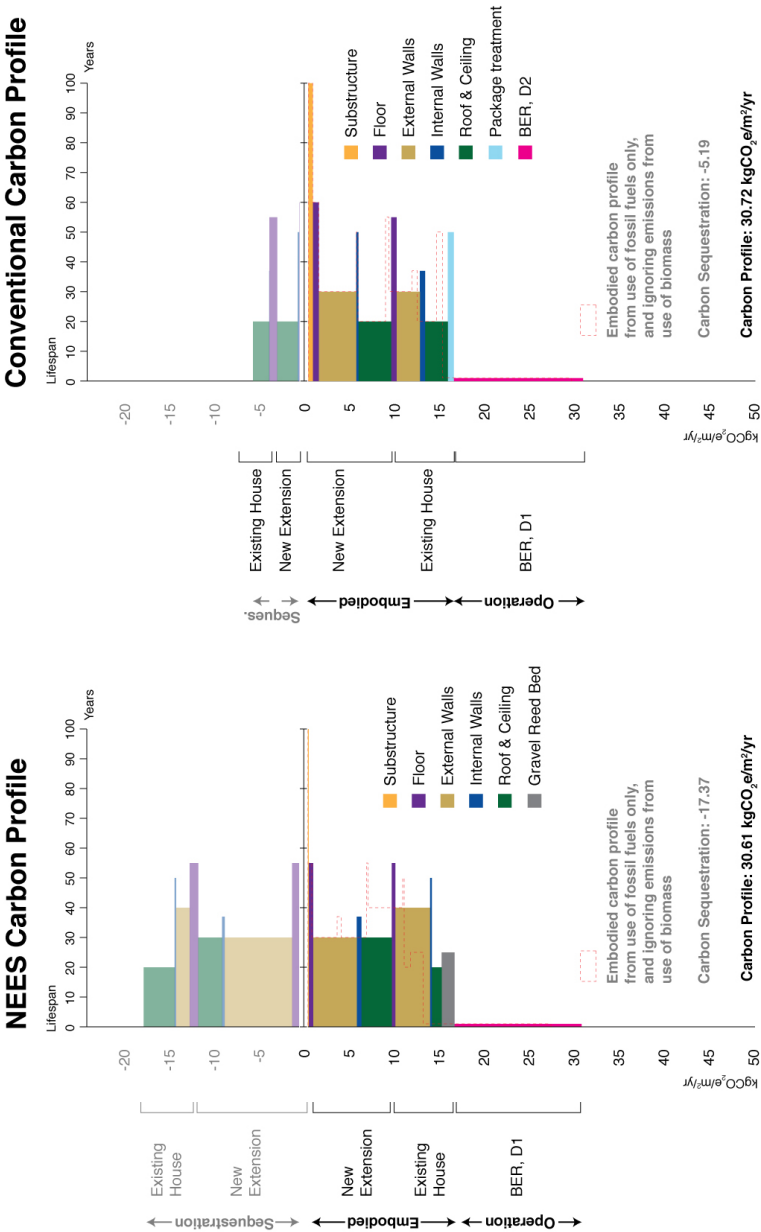 NEES Carbon Profile
Lifespan
Years
0 10 20 30 40 50 60 70 80 90 100
-20
-15
-10
-5
0
5
10
15
20
25
30
35
40
45
50
kgCO₂e/m²/yr
Existing
House
New
Extension
New
Extension
Existing
House
BER, D1
Sequestration
Embodied
Operation
Substructure
Floor
External Walls
Internal Walls
Roof & Ceiling
Gravel Reed Bed
Embodied carbon profile
from use of fossil fuels only,
and ignoring emissions from
use of biomass
Carbon Sequestration: -17.37
Carbon Profile: 30.61 kgCO₂e/m²/yr
Conventional Carbon Profile
Lifespan
Years
0 10 20 30 40 50 60 70 80 90 100
-20
-15
-10
-5
0
5
10
15
20
25
30
35
40
45
50
kgCO₂e/m²/yr
Existing House
New Extension
New Extension
Existing House
BER, D1
Seques.
Embodied
Operation
Substructure
Floor
External Walls
Internal Walls
Roof & Ceiling
Package treatment
BER, D2
Embodied carbon profile
from use of fossil fuels only,
and ignoring emissions from
use of biomass
Carbon Sequestration: -5.19
Carbon Profile: 30.72 kgCO₂e/m²/yr